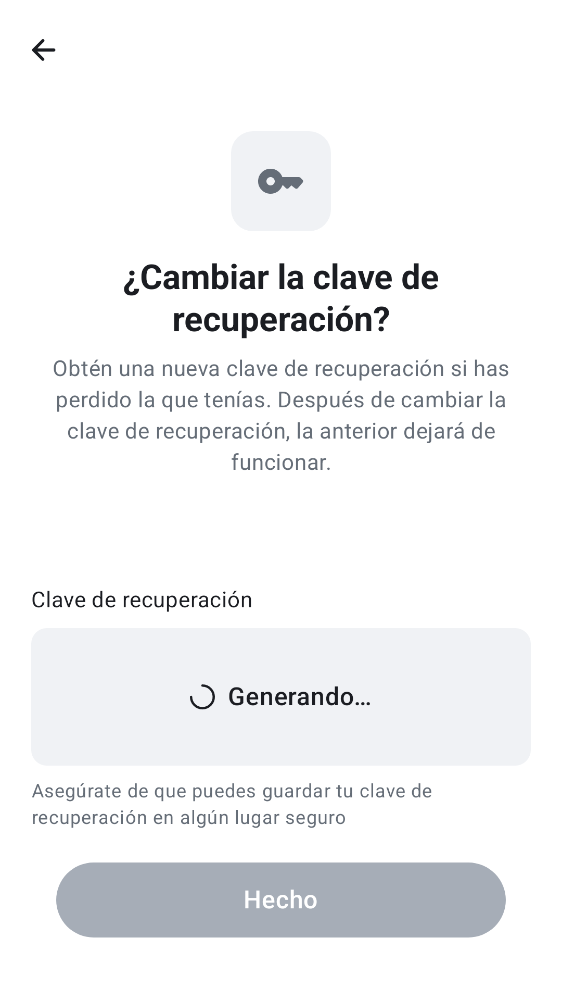 ¿Cambiar la clave de
recuperación?
Obtén una nueva clave de recuperación si has
perdido la que tenías. Después de cambiar la
clave de recuperación, la anterior dejará de
funcionar.
Clave de recuperación
Generando…
Asegúrate de que puedes guardar tu clave de
recuperación en algún lugar seguro
Hecho